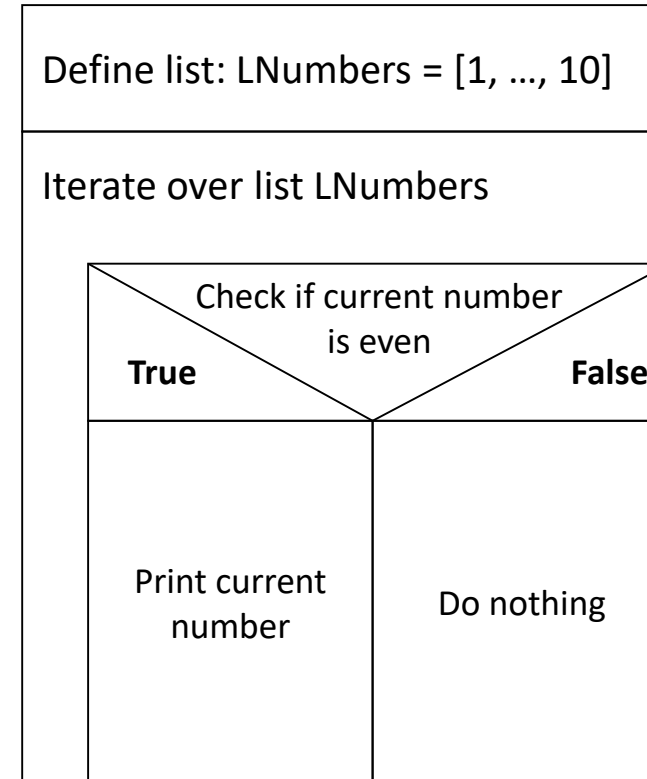 Define list: LNumbers = [1, …, 10]
Iterate over list LNumbers
Check if current number
is even
True
False
Print current
number
Do nothing